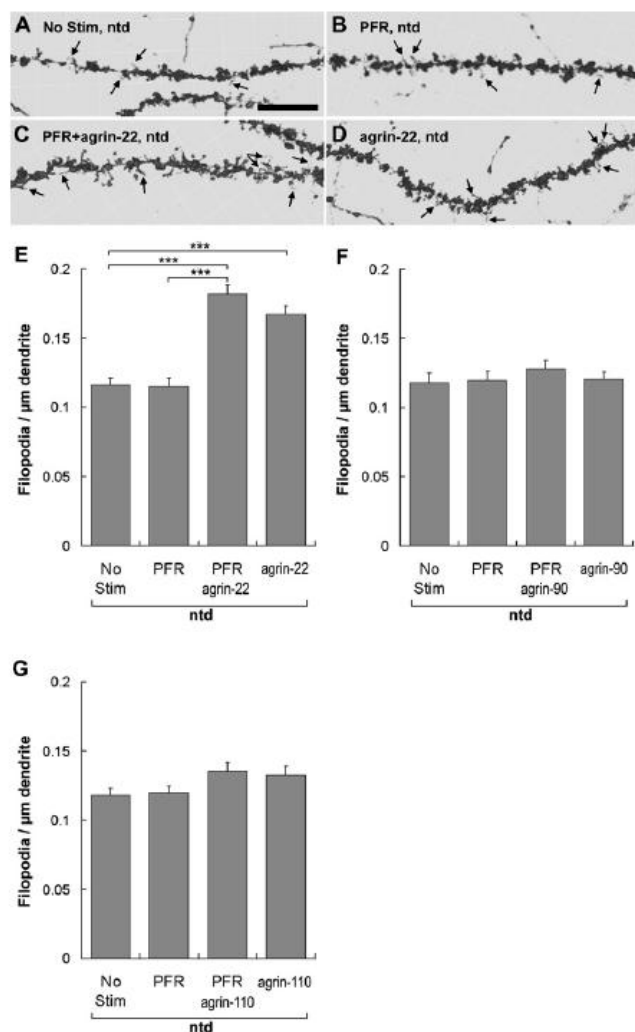 A No Stim, ntd
B PFR, ntd
C PFR+agrin-22, ntd
D agrin-22, ntd
E
***
***
***
Filopodia / µm dendrite
0.2
0.15
0.1
0.05
0
No Stim
PFR
PFR agrin-22
agrin-22
ntd
F
Filopodia / µm dendrite
0.2
0.15
0.1
0.05
0
No Stim
PFR
PFR agrin-90
agrin-90
ntd
G
Filopodia / µm dendrite
0.2
0.15
0.1
0.05
0
No Stim
PFR
PFR agrin-110
agrin-110
ntd